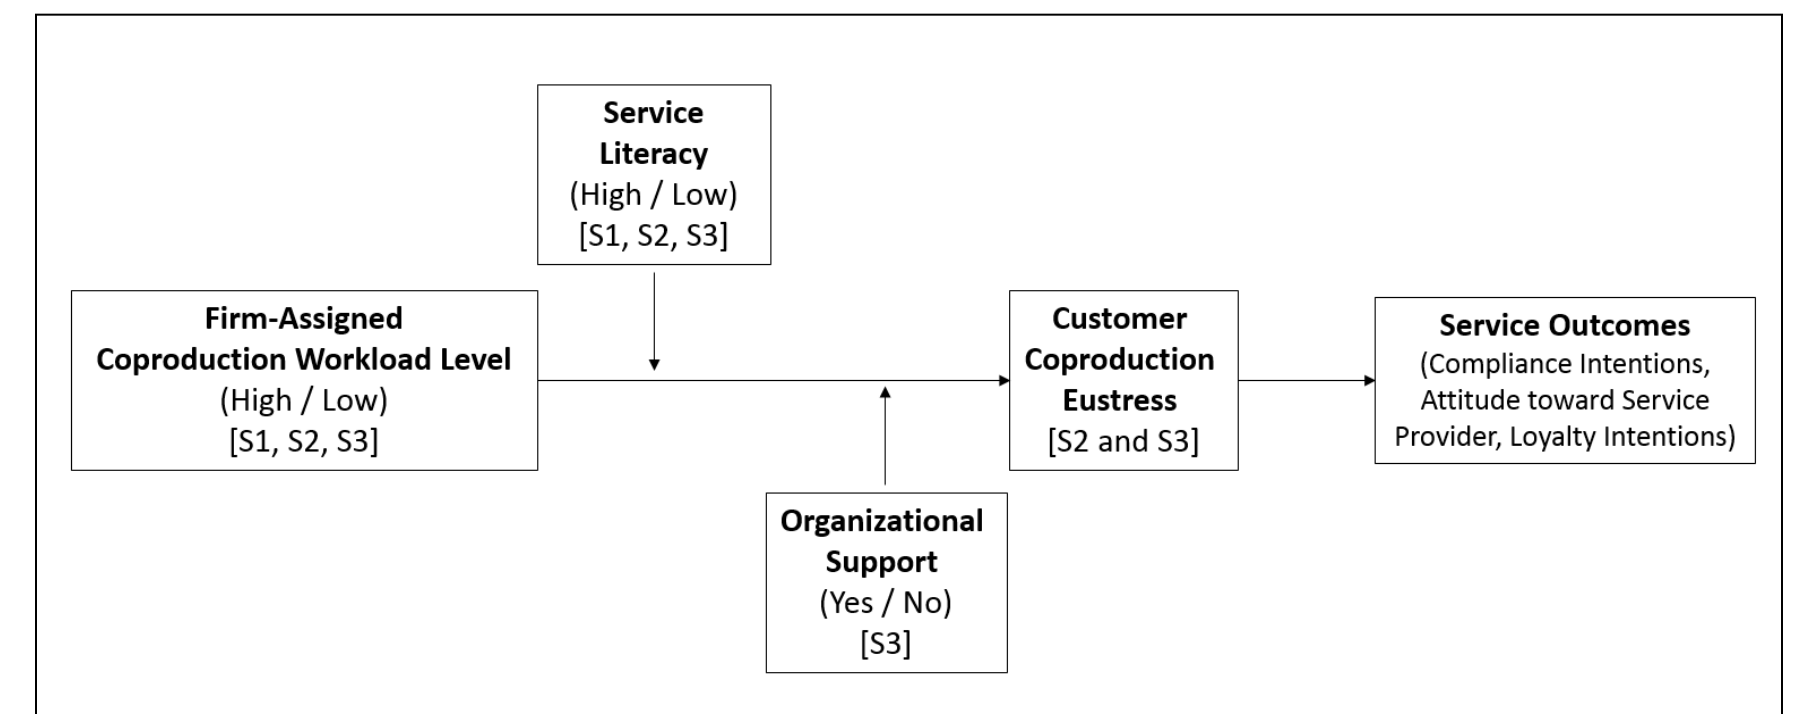 Service
Literacy
(High / Low)
[S1, S2, S3]
Firm-Assigned
Coproduction Workload Level
(High / Low)
[S1, S2, S3]
Customer
Coproduction
Eustress
[S2 and S3]
Service Outcomes
(Compliance Intentions,
Attitude toward Service
Provider, Loyalty Intentions)
Organizational
Support
(Yes / No)
[S3]